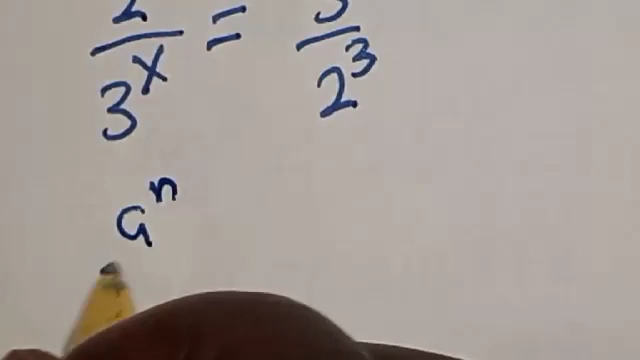 2/3^x = 3/2^3
a^n